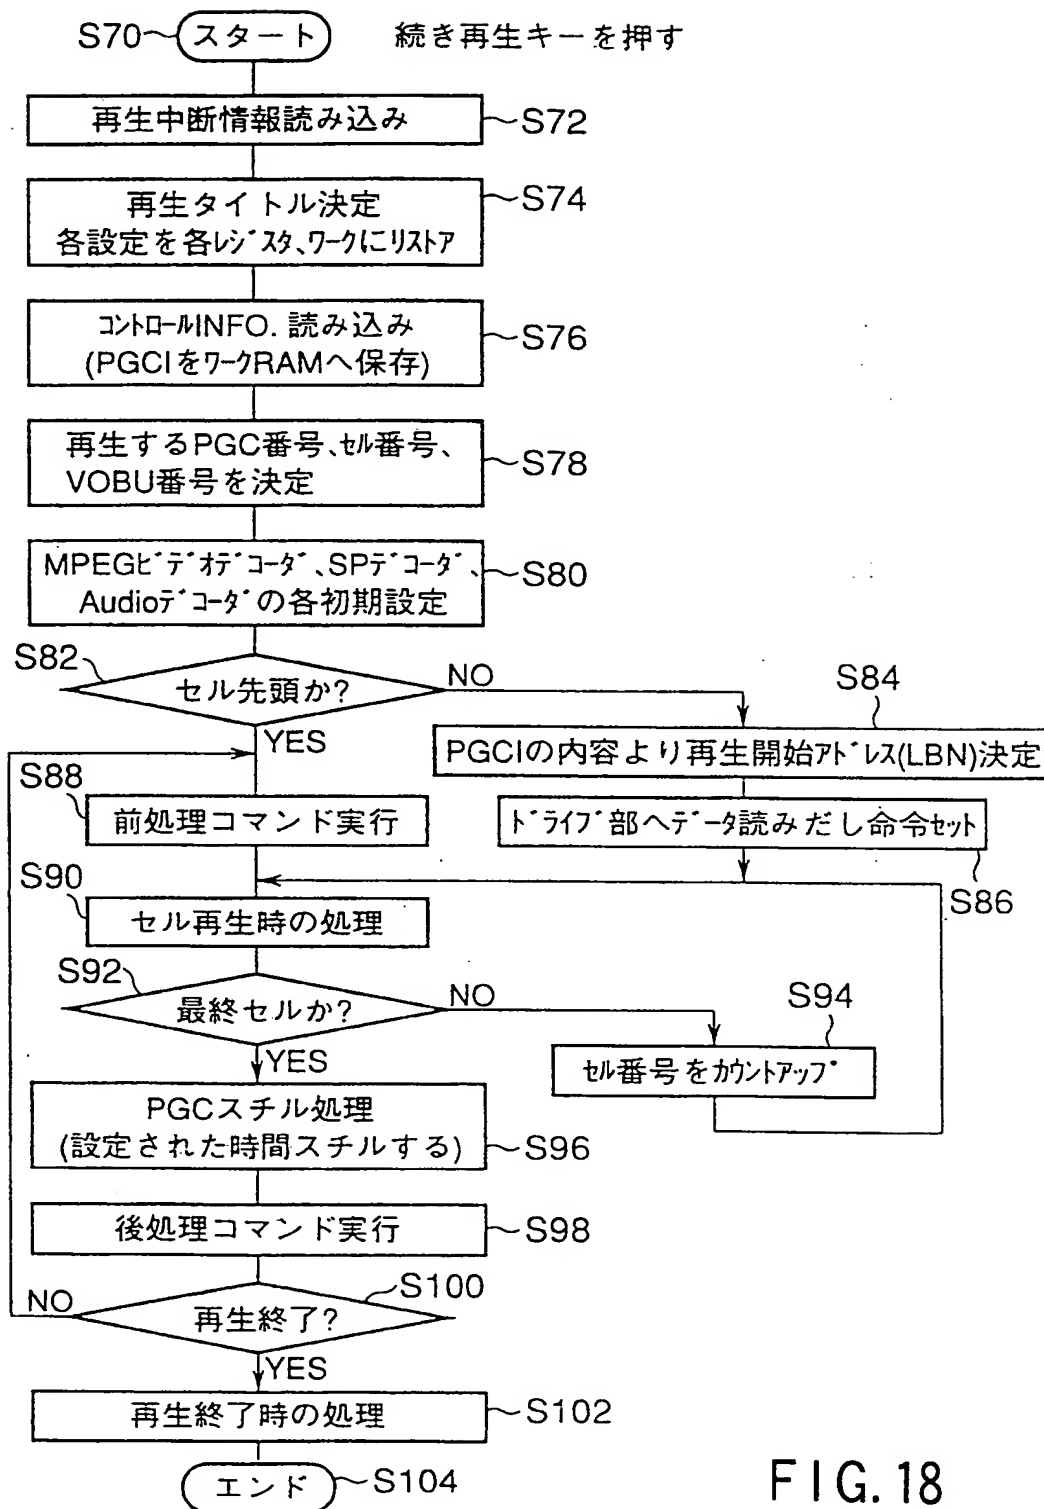 S70 スタート 続き再生キーを押す
再生中断情報読み込み S72
再生タイトル決定 S74
各設定を各レジスタ、ワークにリストア
コントロールINFO. 読み込み S76
(PGCIをワークRAMへ保存)
再生するPGC番号、セル番号、 S78
VOBU番号を決定
MPEGビデオデコーダ、SPデコーダ、 S80
Audioデコーダの各初期設定
S82 セル先頭か? NO
YES
S84
PGCIの内容より再生開始アドレス(LBN)決定
S88
前処理コマンド実行
ドライブ部へデータ読みだし命令セット
S86
S90
セル再生時の処理
S92 最終セルか? NO
YES
S94
セル番号をカウントアップ
PGCスチル処理
(設定された時間スチルする) S96
後処理コマンド実行 S98
S100
NO 再生終了?
YES
再生終了時の処理 S102
エンド S104
FIG. 18